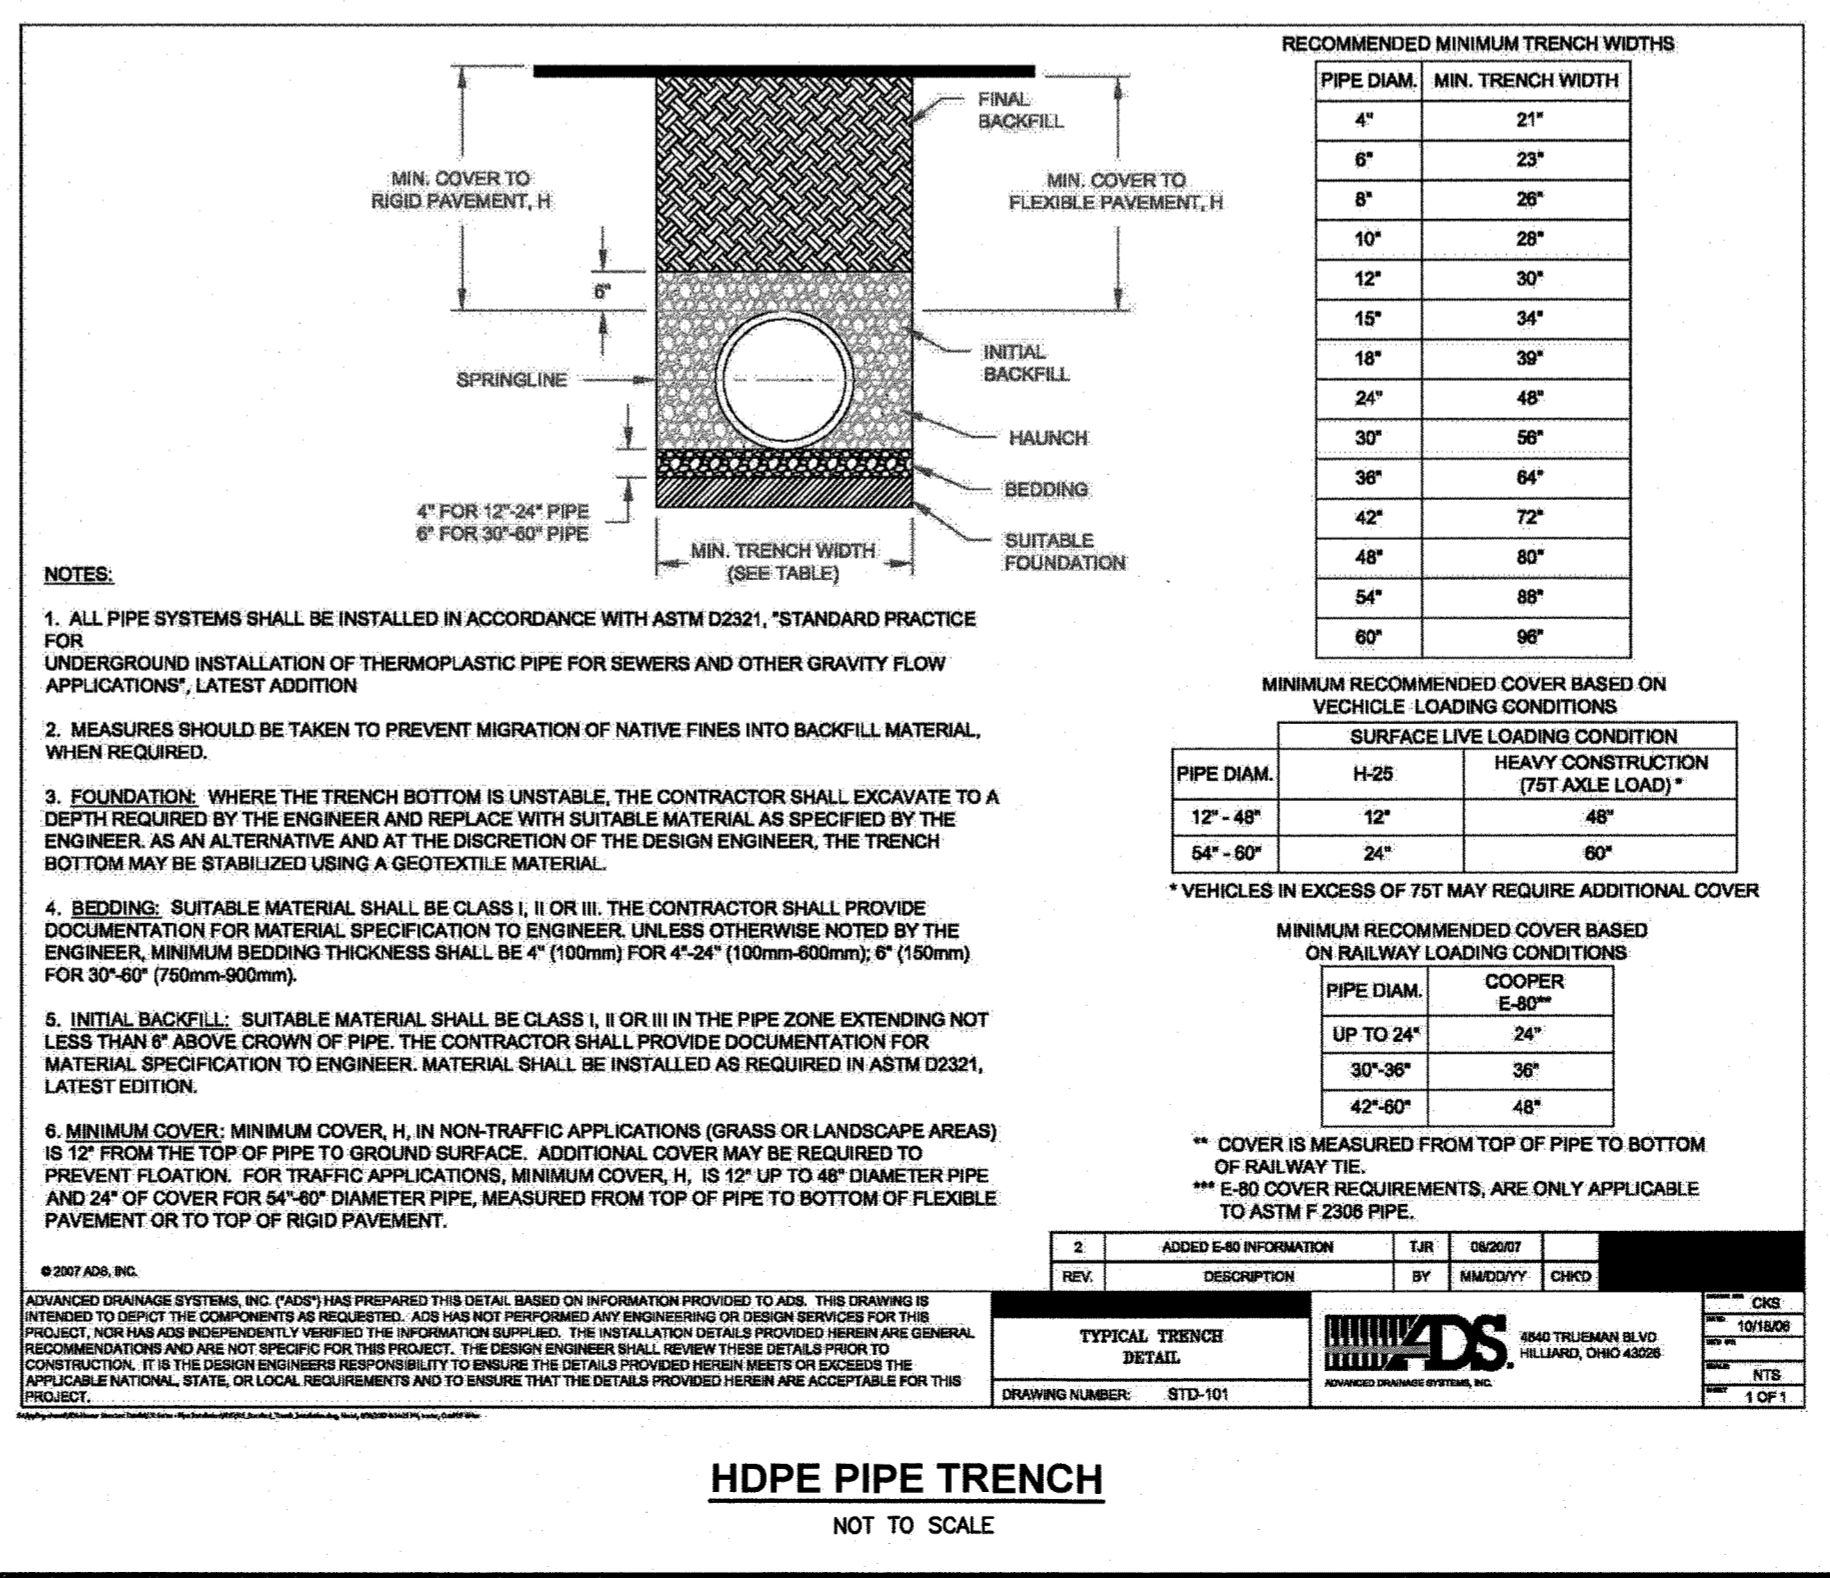 RECOMMENDED MINIMUM TRENCH WIDTHS
PIPE DIAM. MIN. TRENCH WIDTH
4" 21"
6" 23"
8" 26"
10" 28"
12" 30"
15" 34"
18" 39"
24" 48"
30" 56"
36" 64"
42" 72"
48" 80"
54" 88"
60" 96"
FINAL
BACKFILL
MIN. COVER TO
RIGID PAVEMENT, H
MIN. COVER TO
FLEXIBLE PAVEMENT, H
6"
INITIAL
BACKFILL
SPRINGLINE
HAUNCH
BEDDING
4" FOR 12"-24" PIPE
6" FOR 30"-60" PIPE
SUITABLE
FOUNDATION
MIN. TRENCH WIDTH
(SEE TABLE)
NOTES:
1. ALL PIPE SYSTEMS SHALL BE INSTALLED IN ACCORDANCE WITH ASTM D2321, "STANDARD PRACTICE
FOR
UNDERGROUND INSTALLATION OF THERMOPLASTIC PIPE FOR SEWERS AND OTHER GRAVITY FLOW
APPLICATIONS", LATEST ADDITION
2. MEASURES SHOULD BE TAKEN TO PREVENT MIGRATION OF NATIVE FINES INTO BACKFILL MATERIAL,
WHEN REQUIRED.
3. FOUNDATION: WHERE THE TRENCH BOTTOM IS UNSTABLE, THE CONTRACTOR SHALL EXCAVATE TO A
DEPTH REQUIRED BY THE ENGINEER AND REPLACE WITH SUITABLE MATERIAL AS SPECIFIED BY THE
ENGINEER. AS AN ALTERNATIVE AND AT THE DISCRETION OF THE DESIGN ENGINEER, THE TRENCH
BOTTOM MAY BE STABILIZED USING A GEOTEXTILE MATERIAL.
4. BEDDING: SUITABLE MATERIAL SHALL BE CLASS I, II OR III. THE CONTRACTOR SHALL PROVIDE
DOCUMENTATION FOR MATERIAL SPECIFICATION TO ENGINEER. UNLESS OTHERWISE NOTED BY THE
ENGINEER, MINIMUM BEDDING THICKNESS SHALL BE 4" (100mm) FOR 4"-24" (100mm-600mm); 6" (150mm)
FOR 30"-60" (750mm-900mm).
5. INITIAL BACKFILL: SUITABLE MATERIAL SHALL BE CLASS I, II OR III IN THE PIPE ZONE EXTENDING NOT
LESS THAN 6" ABOVE CROWN OF PIPE. THE CONTRACTOR SHALL PROVIDE DOCUMENTATION FOR
MATERIAL SPECIFICATION TO ENGINEER. MATERIAL SHALL BE INSTALLED AS REQUIRED IN ASTM D2321,
LATEST EDITION.
6. MINIMUM COVER: MINIMUM COVER, H, IN NON-TRAFFIC APPLICATIONS (GRASS OR LANDSCAPE AREAS)
IS 12" FROM THE TOP OF PIPE TO GROUND SURFACE. ADDITIONAL COVER MAY BE REQUIRED TO
PREVENT FLOATION. FOR TRAFFIC APPLICATIONS, MINIMUM COVER, H, IS 12" UP TO 48" DIAMETER PIPE
AND 24" OF COVER FOR 54"-60" DIAMETER PIPE, MEASURED FROM TOP OF PIPE TO BOTTOM OF FLEXIBLE
PAVEMENT OR TO TOP OF RIGID PAVEMENT.
MINIMUM RECOMMENDED COVER BASED ON
VECHICLE LOADING CONDITIONS
SURFACE LIVE LOADING CONDITION
PIPE DIAM. H-25 HEAVY CONSTRUCTION
(75T AXLE LOAD) *
12" - 48" 12" 48"
54" - 60" 24" 60"
* VEHICLES IN EXCESS OF 75T MAY REQUIRE ADDITIONAL COVER
MINIMUM RECOMMENDED COVER BASED
ON RAILWAY LOADING CONDITIONS
PIPE DIAM. COOPER
E-80**
UP TO 24" 24"
30"-36" 36"
42"-60" 48"
** COVER IS MEASURED FROM TOP OF PIPE TO BOTTOM
OF RAILWAY TIE.
*** E-80 COVER REQUIREMENTS, ARE ONLY APPLICABLE
TO ASTM F 2306 PIPE.
2 ADDED E-80 INFORMATION TJR 06/20/07
REV. DESCRIPTION BY MM/DD/YY CHK'D
© 2007 ADS, INC.
ADVANCED DRAINAGE SYSTEMS, INC. ("ADS") HAS PREPARED THIS DETAIL BASED ON INFORMATION PROVIDED TO ADS. THIS DRAWING IS
INTENDED TO DEPICT THE COMPONENTS AS REQUESTED. ADS HAS NOT PERFORMED ANY ENGINEERING OR DESIGN SERVICES FOR THIS
PROJECT, NOR HAS ADS INDEPENDENTLY VERIFIED THE INFORMATION SUPPLIED. THE INSTALLATION DETAILS PROVIDED HEREIN ARE GENERAL
RECOMMENDATIONS AND ARE NOT SPECIFIC FOR THIS PROJECT. THE DESIGN ENGINEER SHALL REVIEW THESE DETAILS PRIOR TO
CONSTRUCTION. IT IS THE DESIGN ENGINEERS RESPONSIBILITY TO ENSURE THE DETAILS PROVIDED HEREIN MEETS OR EXCEEDS THE
APPLICABLE NATIONAL, STATE, OR LOCAL REQUIREMENTS AND TO ENSURE THAT THE DETAILS PROVIDED HEREIN ARE ACCEPTABLE FOR THIS
PROJECT.
TYPICAL TRENCH
DETAIL
DRAWING NUMBER: STD-101
ADS
ADVANCED DRAINAGE SYSTEMS, INC.
4640 TRUEMAN BLVD
HILLIARD, OHIO 43026
CKS
10/18/06
NTS
1 OF 1
HDPE PIPE TRENCH
NOT TO SCALE